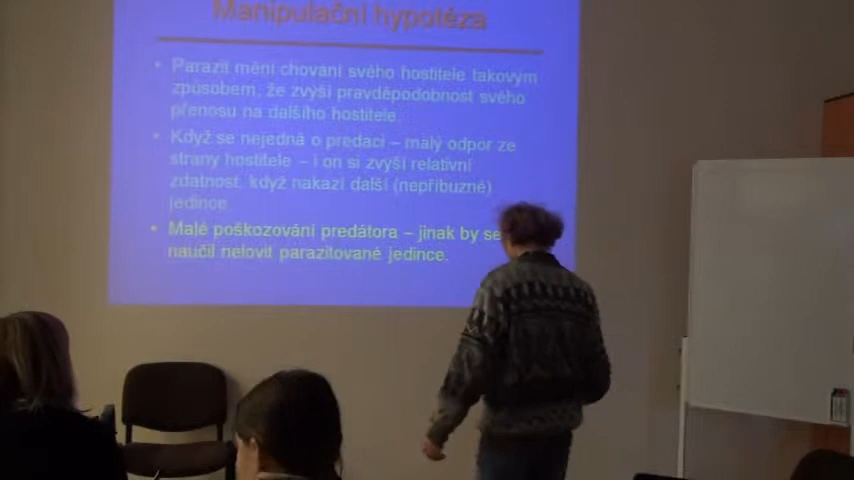 Manipulační hypotéza
• Parazit mění chování svého hostitele takovým
způsobem, že zvýší pravděpodobnost svého
přenosu na dalšího hostitele.
• Když se nejedná o predaci – malý odpor ze
strany hostitele – i on si zvýší relativní
zdatnost, když nakazí další (nepříbuzné)
jedince
• Malé poškozování predátora – jinak by se
naučil nelovit parazitované jedince.